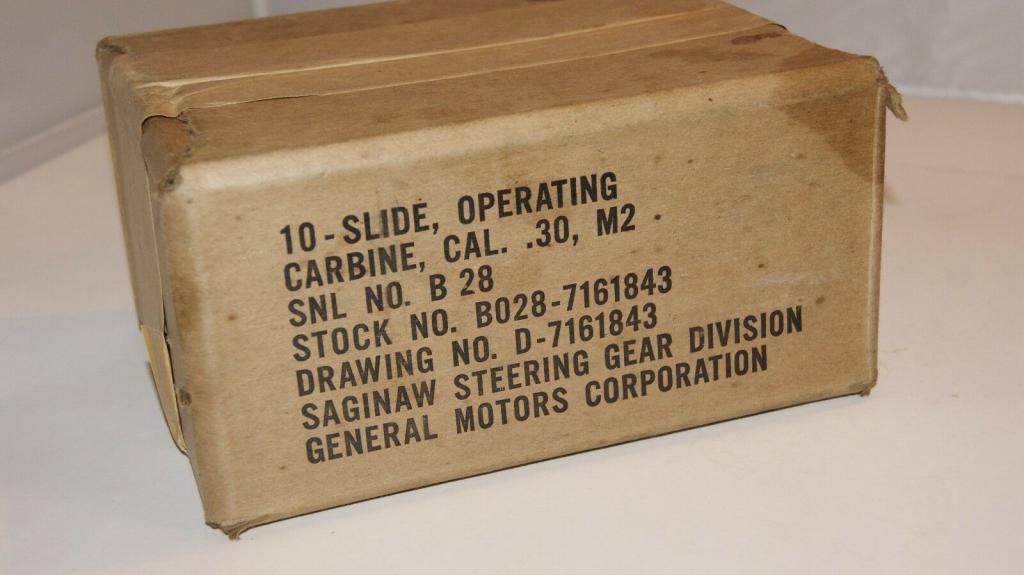 10-SLIDE, OPERATING
CARBINE, CAL. .30, M2
SNL NO. B 28
STOCK NO. B028-7161843
DRAWING NO. D-7161843
SAGINAW STEERING GEAR DIVISION
GENERAL MOTORS CORPORATION